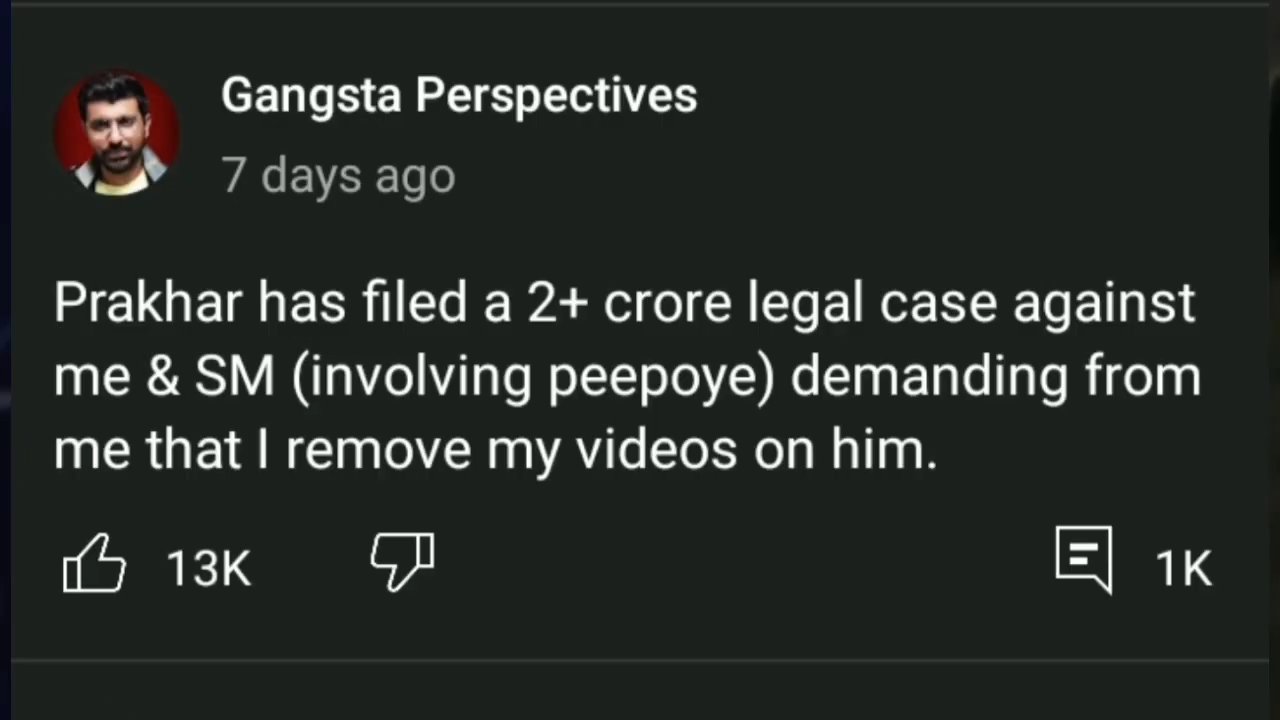 Gangsta Perspectives
7 days ago
Prakhar has filed a 2+ crore legal case against
me & SM (involving peepoye) demanding from
me that I remove my videos on him.
13K
1K